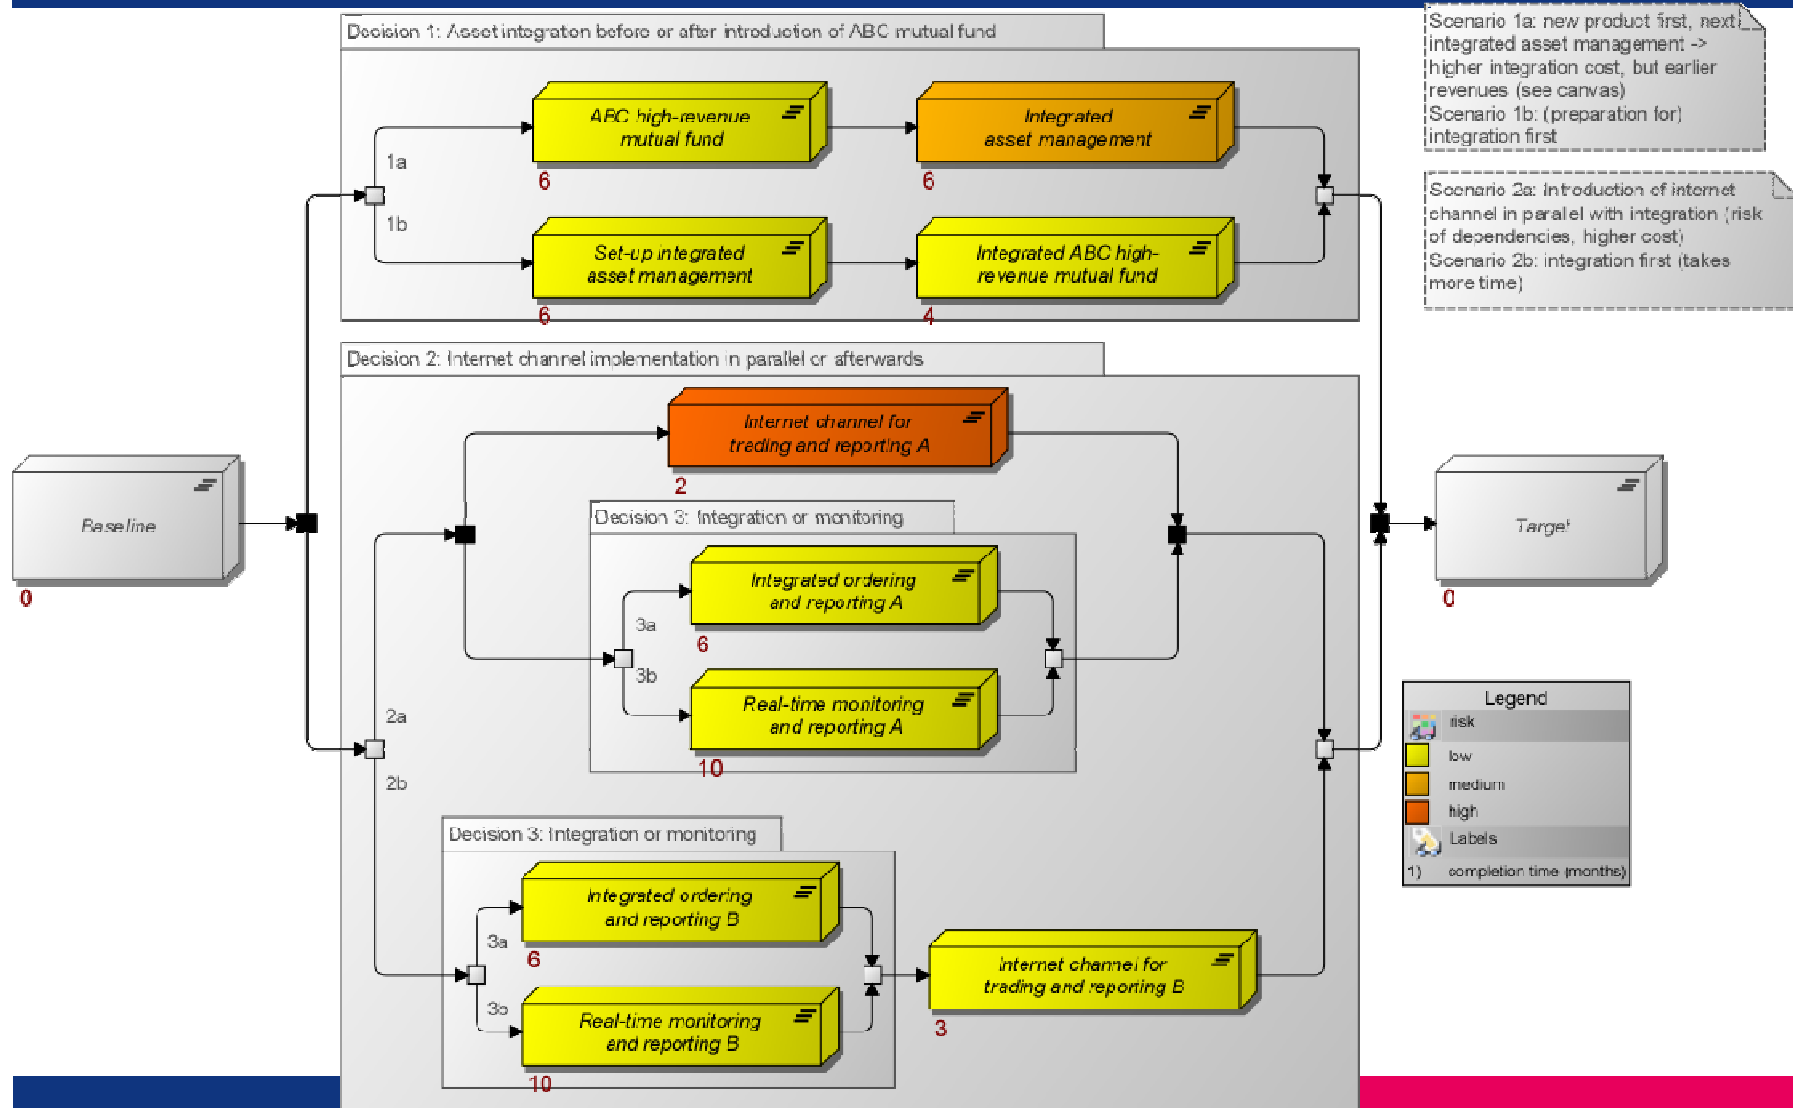 Decision 1: Asset integration before or after introduction of ABC mutual fund
ABC high-revenue
mutual fund
6
Integrated
asset management
6
1a
1b
Set-up integrated
asset management
6
Integrated ABC high-
revenue mutual fund
4
Scenario 1a: new product first, next
integrated asset management ->
higher integration cost, but earlier
revenues (see canvas)
Scenario 1b: (preparation for)
integration first
Scenario 2a: Introduction of internet
channel in parallel with integration (risk
of dependencies, higher cost)
Scenario 2b: integration first (takes
more time)
Decision 2: Internet channel implementation in parallel or afterwards
Internet channel for
trading and reporting A
2
Baseline
0
Decision 3: Integration or monitoring
Integrated ordering
and reporting A
6
3a
3b
Real-time monitoring
and reporting A
10
2a
2b
Decision 3: Integration or monitoring
Integrated ordering
and reporting B
6
3a
3b
Real-time monitoring
and reporting B
10
Internet channel for
trading and reporting B
3
Target
0
Legend
risk
low
medium
high
Labels
1) completion time (months)